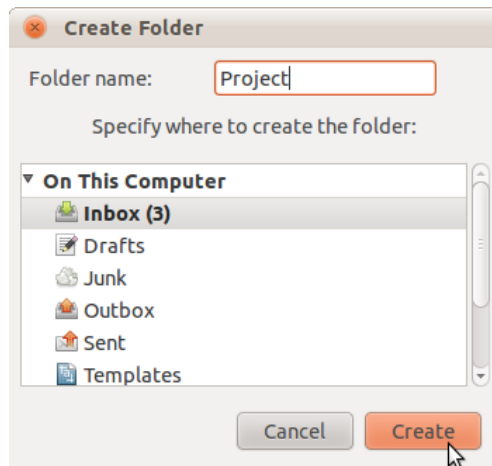 Create Folder
Folder name: Project
Specify where to create the folder:
On This Computer
Inbox (3)
Drafts
Junk
Outbox
Sent
Templates
Cancel Create